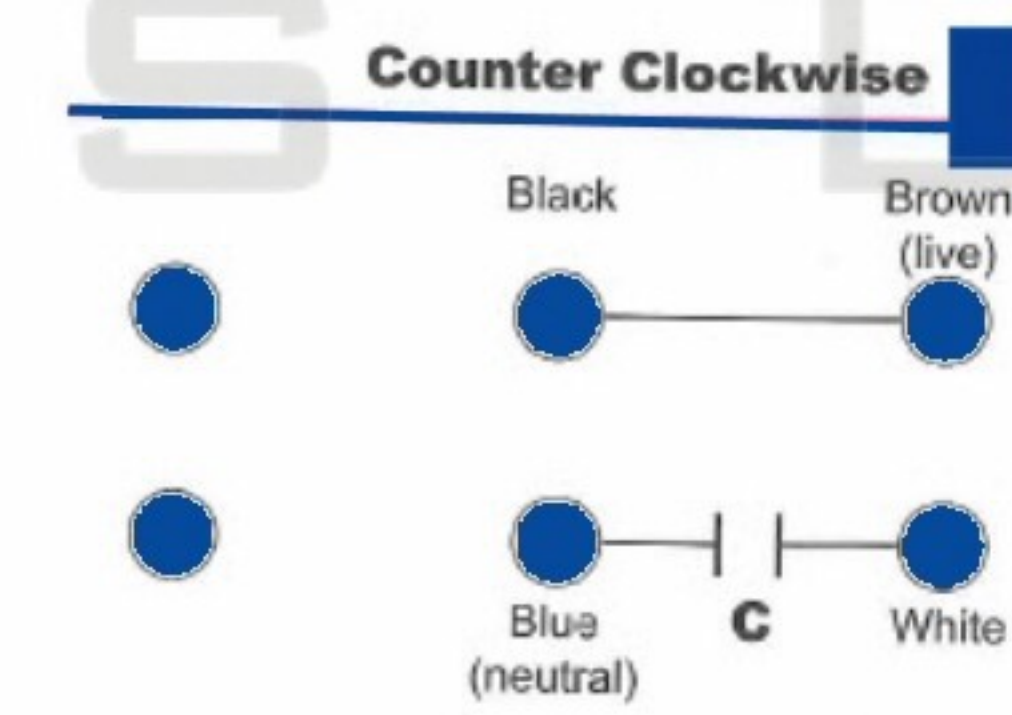 Counter Clockwise
Black
Brown
(live)
C
Blue
(neutral)
White